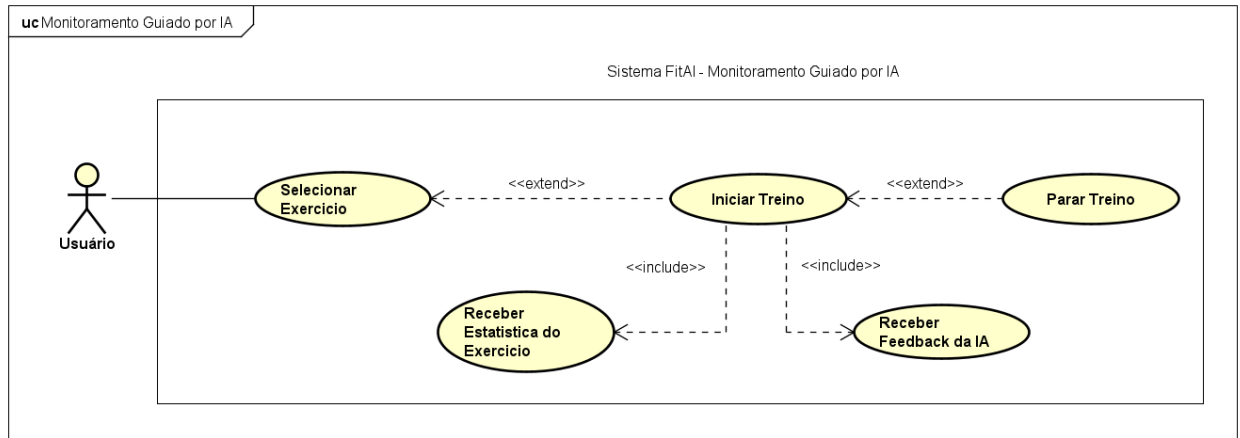 uc Monitoramento Guiado por IA
Sistema FitAI - Monitoramento Guiado por IA
Usuário
Selecionar
Exercicio
<<extend>>
Iniciar Treino
<<extend>>
Parar Treino
<<include>>
<<include>>
Receber
Estatistica do
Exercicio
Receber
Feedback da IA